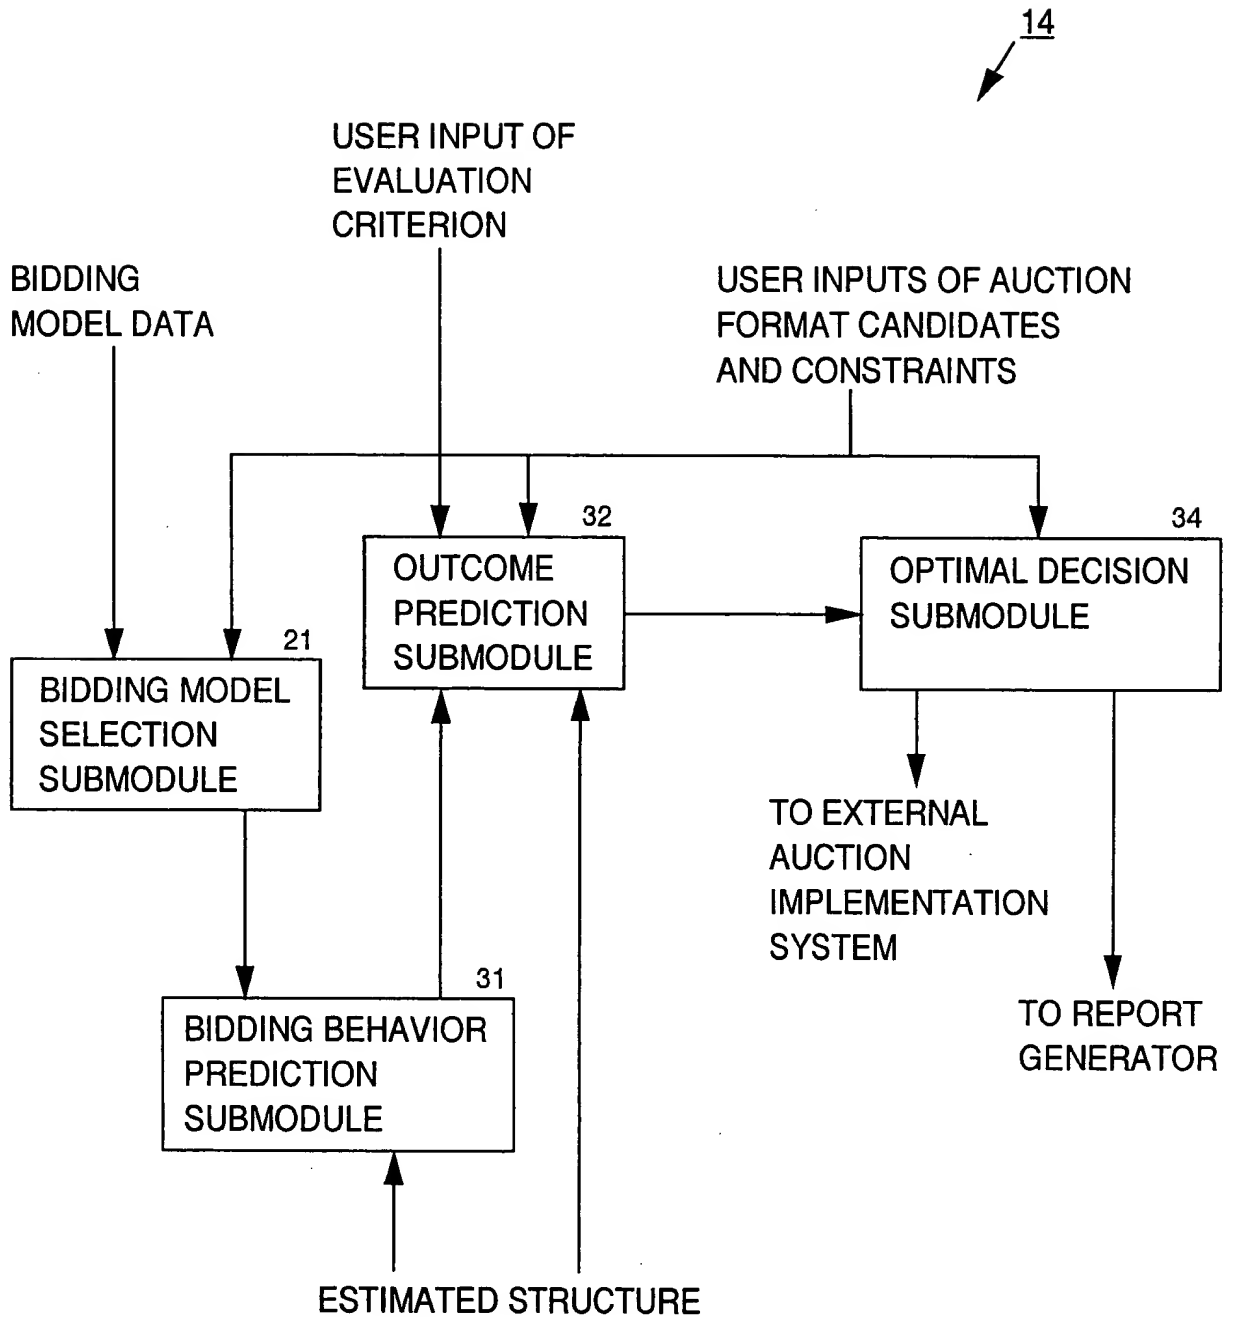 14
USER INPUT OF
EVALUATION
CRITERION
BIDDING
MODEL DATA
USER INPUTS OF AUCTION
FORMAT CANDIDATES
AND CONSTRAINTS
32
OUTCOME
PREDICTION
SUBMODULE
34
OPTIMAL DECISION
SUBMODULE
21
BIDDING MODEL
SELECTION
SUBMODULE
TO EXTERNAL
AUCTION
IMPLEMENTATION
SYSTEM
31
BIDDING BEHAVIOR
PREDICTION
SUBMODULE
TO REPORT
GENERATOR
ESTIMATED STRUCTURE